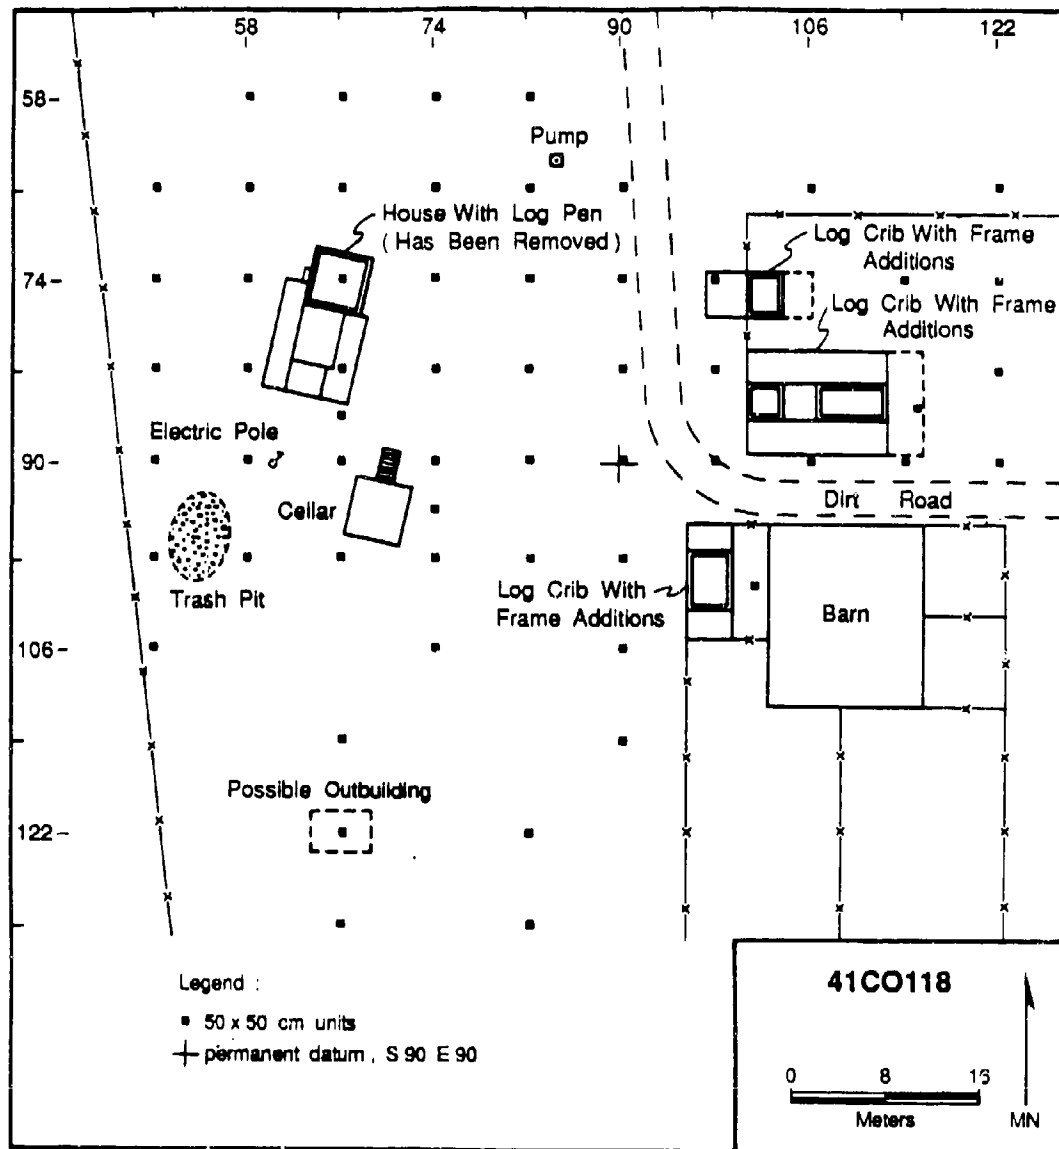 58 74 90 106 122
58
Pump
House With Log Pen
( Has Been Removed )
Log Crib With Frame
Additions
74
Log Crib With Frame
Additions
Electric Pole
90
Cellar
Dirt Road
Trash Pit
Log Crib With
Frame Additions
Barn
106
Possible Outbuilding
122
Legend :
50 x 50 cm units
permanent datum , S 90 E 90
41CO118
0 8 16
Meters
MN